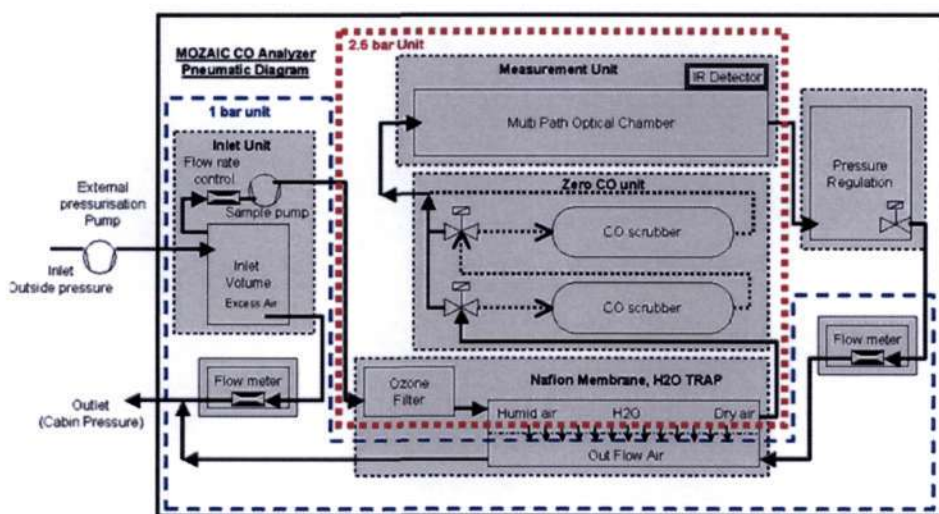 MOZAIC CO Analyzer
Pneumatic Diagram
2.5 bar Unit
Measurement Unit
IR Detector
Multi Path Optical Chamber
1 bar unit
Inlet Unit
Flow rate
control
Sample pump
External
pressurisation
Pump
Inlet
Outside pressure
Inlet
Volume
Excess Air
Zero CO unit
CO scrubber
CO scrubber
Pressure
Regulation
Flow meter
Flow meter
Outlet
(Cabin Pressure)
Ozone
Filter
Nafion Membrane, H2O TRAP
Humid air H2O Dry air
Out Flow Air